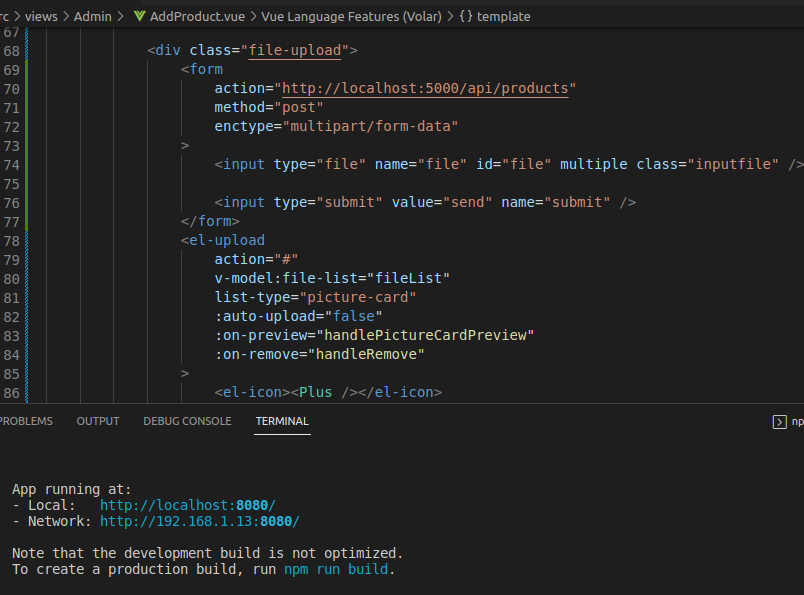 rc > views > Admin > AddProduct.vue > Vue Language Features (Volar) > {} template
67
68 <div class="file-upload">
69 <form
70 action="http://localhost:5000/api/products"
71 method="post"
72 enctype="multipart/form-data"
73 >
74 <input type="file" name="file" id="file" multiple class="inputfile" />
75
76 <input type="submit" value="send" name="submit" />
77 </form>
78 <el-upload
79 action="#"
80 v-model:file-list="fileList"
81 list-type="picture-card"
82 :auto-upload="false"
83 :on-preview="handlePictureCardPreview"
84 :on-remove="handleRemove"
85 >
86 <el-icon><Plus /></el-icon>
PROBLEMS OUTPUT DEBUG CONSOLE TERMINAL np
App running at:
- Local: http://localhost:8080/
- Network: http://192.168.1.13:8080/
Note that the development build is not optimized.
To create a production build, run npm run build.